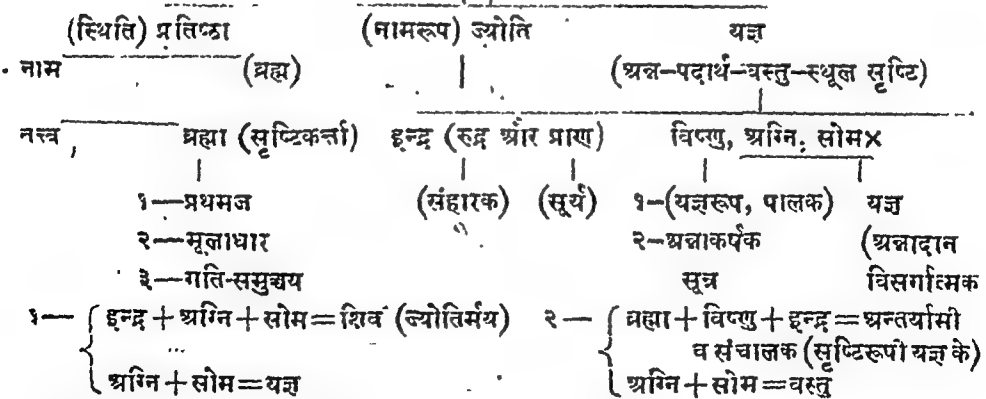 (स्थिति) प्रतिष्ठा (नामरूप) ज्योति यज्ञ
नाम (ब्रह्म) (अन्न-पदार्थ-वस्तु-स्थूल सृष्टि)
तत्त्व, ब्रह्मा (सृष्टिकर्त्ता) इन्द्र (रुद्र और प्राण) विष्णु, अग्नि, सोम×
१—प्रथमज (संहारक) (सूर्य) १-(यज्ञरूप, पालक) यज्ञ
२—मूलाधार २-अन्नाकर्षक (अन्नादान
३—गति-समुच्चय सूत्र विसर्गात्मक
१— { इन्द्र+अग्नि+सोम=शिव (ज्योतिर्मय) २— { ब्रह्मा+विष्णु+इन्द्र=अन्तर्यामी
व संचालक (सृष्टिरूपी यज्ञ के)
अग्नि+सोम=यज्ञ अग्नि+सोम=वस्तु